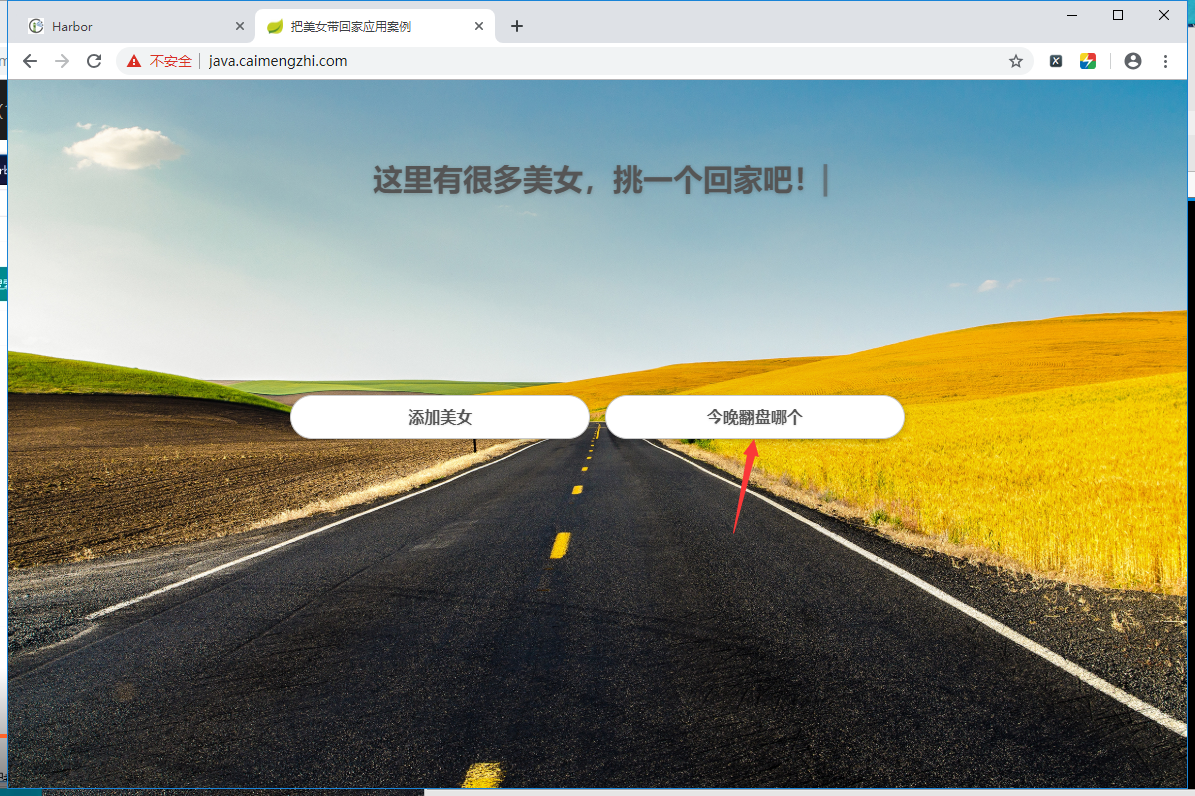 Harbor
把美女带回家应用案例
不安全
java.caimengzhi.com
这里有很多美女，挑一个回家吧！|
添加美女
今晚翻盘哪个